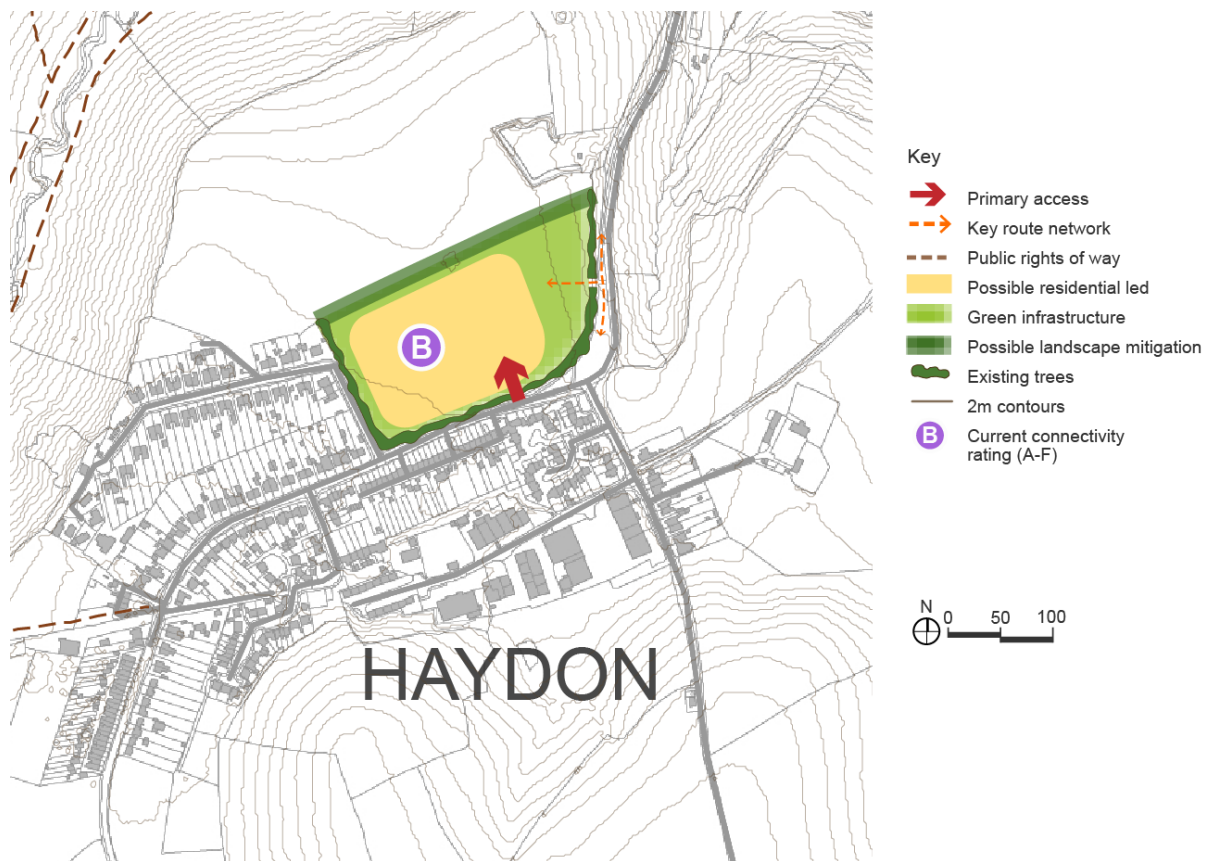 HAYDON
B
Key
Primary access
Key route network
Public rights of way
Possible residential led
Green infrastructure
Possible landscape mitigation
Existing trees
2m contours
B
Current connectivity
rating (A-F)
N
0 50 100